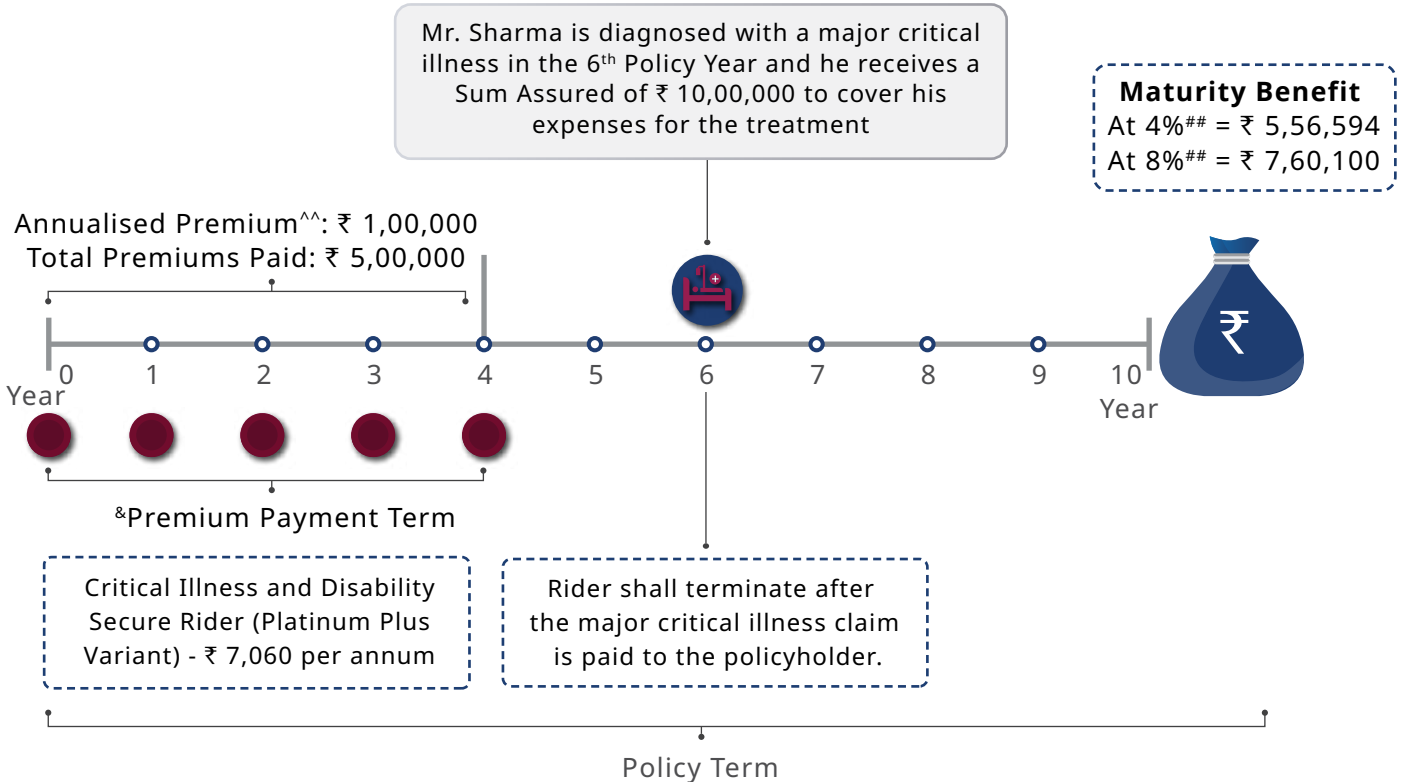 Mr. Sharma is diagnosed with a major critical
illness in the 6th Policy Year and he receives a
Sum Assured of ₹ 10,00,000 to cover his
expenses for the treatment
Maturity Benefit
At 4%## = ₹ 5,56,594
At 8%## = ₹ 7,60,100
Annualised Premium^^: ₹ 1,00,000
Total Premiums Paid: ₹ 5,00,000
₹
0 1 2 3 4 5 6 7 8 9 10
Year Year
&Premium Payment Term
Critical Illness and Disability
Secure Rider (Platinum Plus
Variant) - ₹ 7,060 per annum
Rider shall terminate after
the major critical illness claim
is paid to the policyholder.
Policy Term